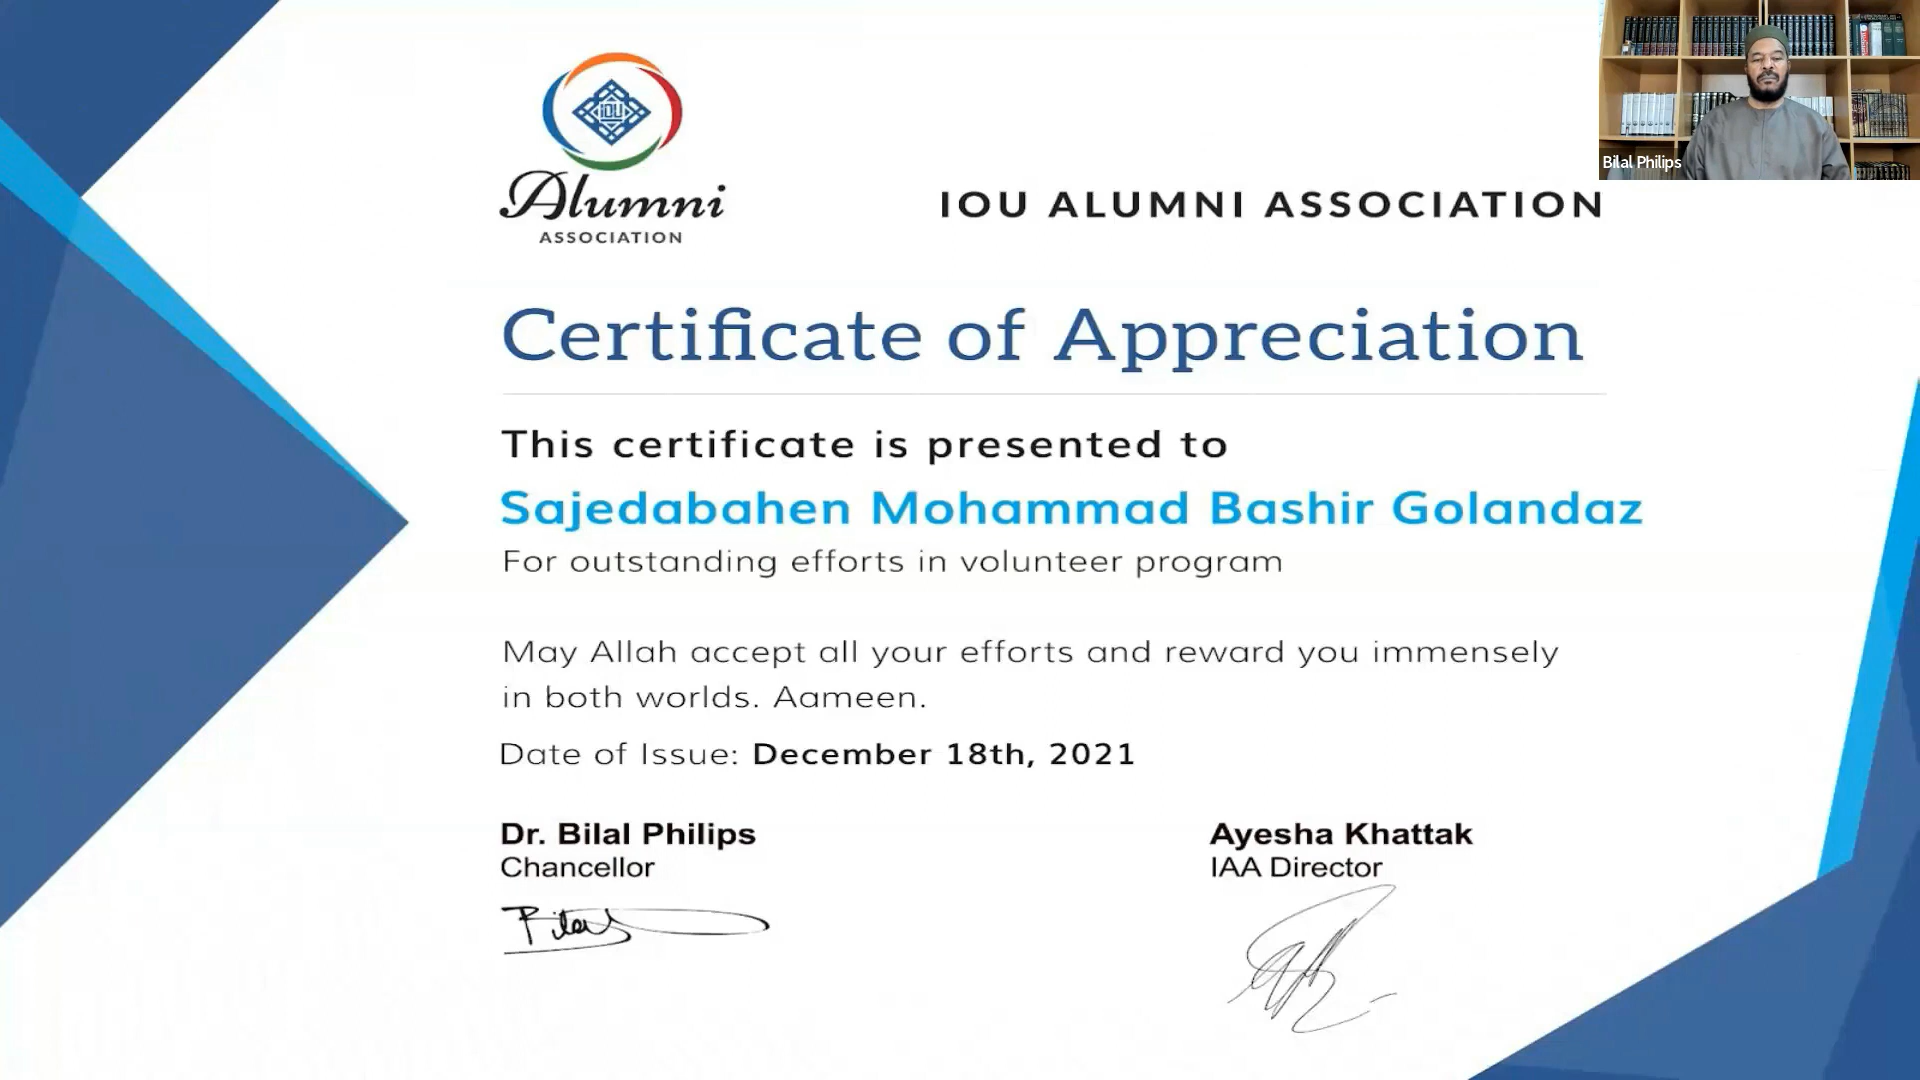 IOU
Alumni
ASSOCIATION
IOU ALUMNI ASSOCIATION
Bilal Philips
Certificate of Appreciation
This certificate is presented to
Sajedabahen Mohammad Bashir Golandaz
For outstanding efforts in volunteer program
May Allah accept all your efforts and reward you immensely
in both worlds. Aameen.
Date of Issue: December 18th, 2021
Dr. Bilal Philips
Chancellor
Bilal
Ayesha Khattak
IAA Director